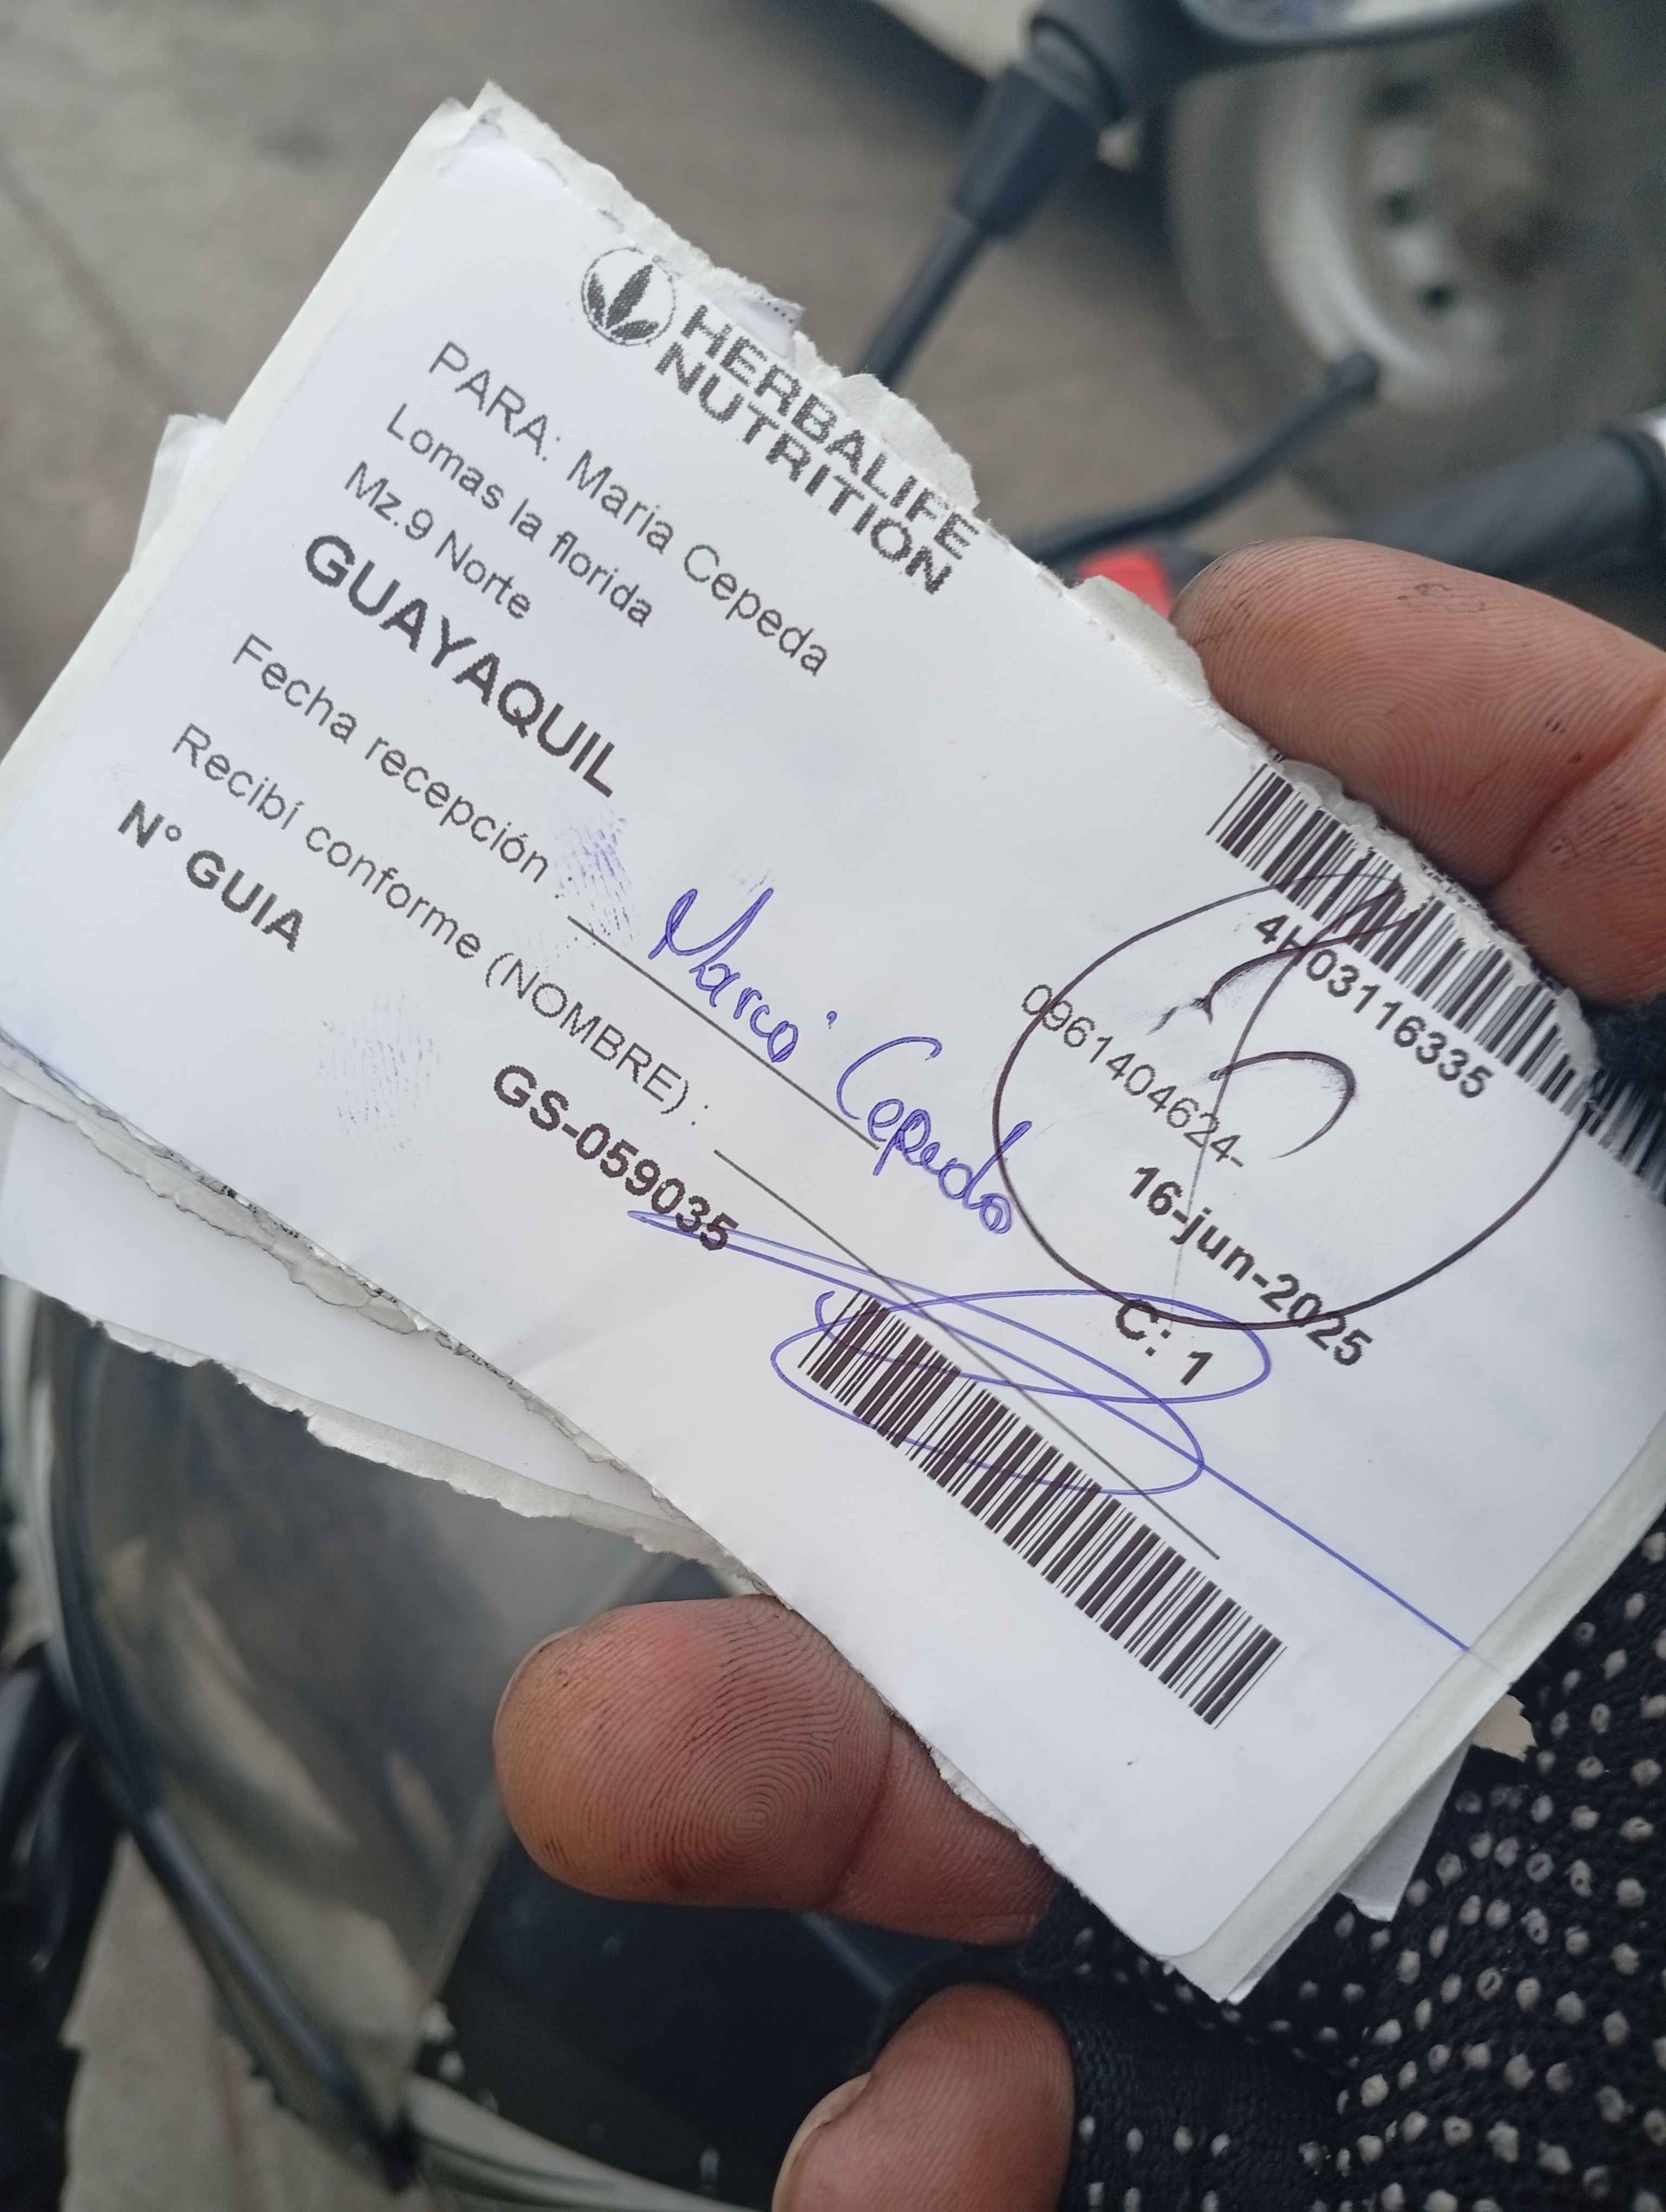 HERBALIFE
NUTRITION
PARA: Maria Cepeda
Lomas la florida
Mz.9 Norte
GUAYAQUIL
4H03116335
0961404624-
16-jun-2025
C: 1
Fecha recepción :
Marco Cepeda
Recibí conforme (NOMBRE) :
N° GUIA
GS-059035